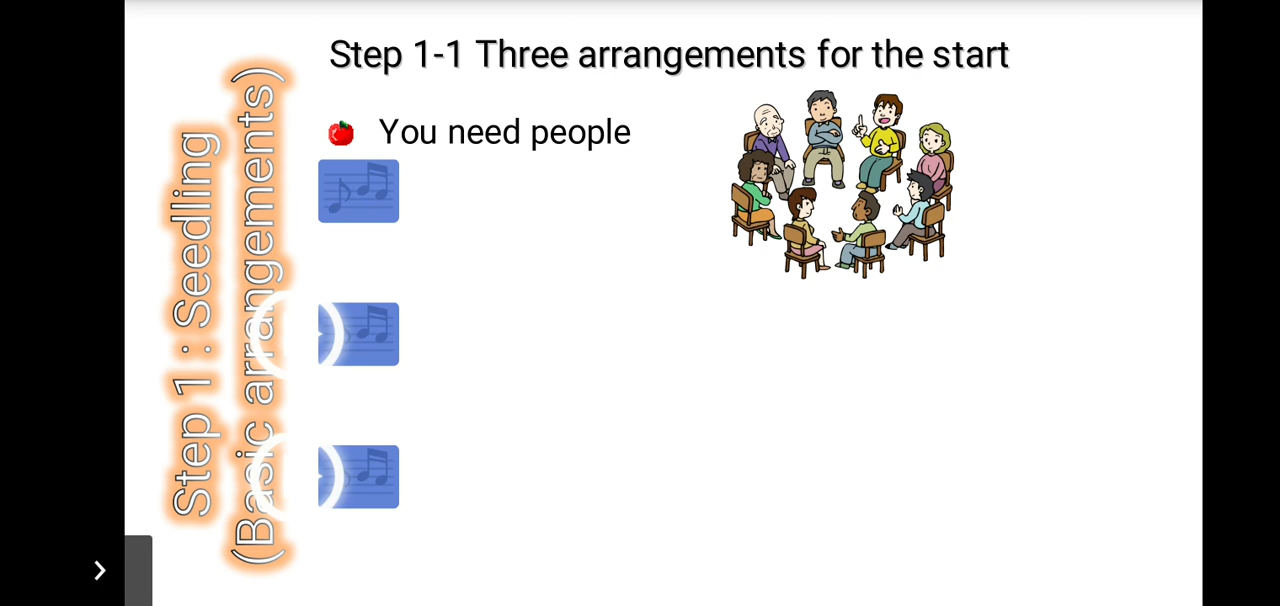 Step 1-1 Three arrangements for the start
You need people
Step 1 : Seedling
(Basic arrangements)